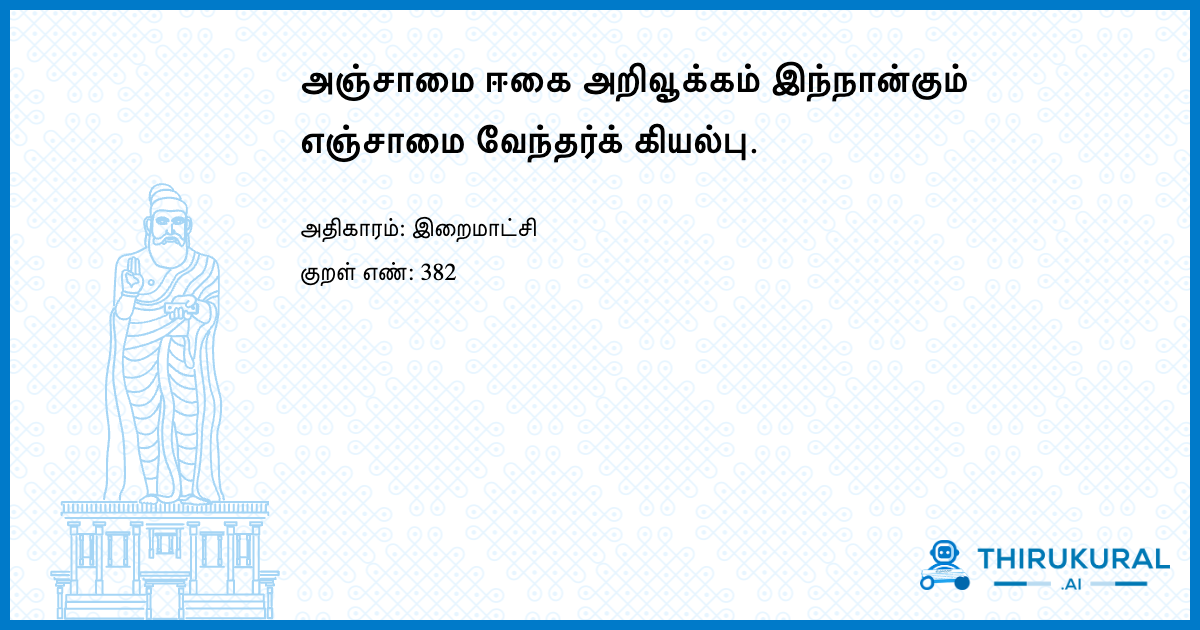 அஞ்சாமை ஈகை அறிவூக்கம் இந்நான்கும்
எஞ்சாமை வேந்தர்க் கியல்பு.
அதிகாரம்: இறைமாட்சி
குறள் எண்: 382
THIRUKURAL
.AI